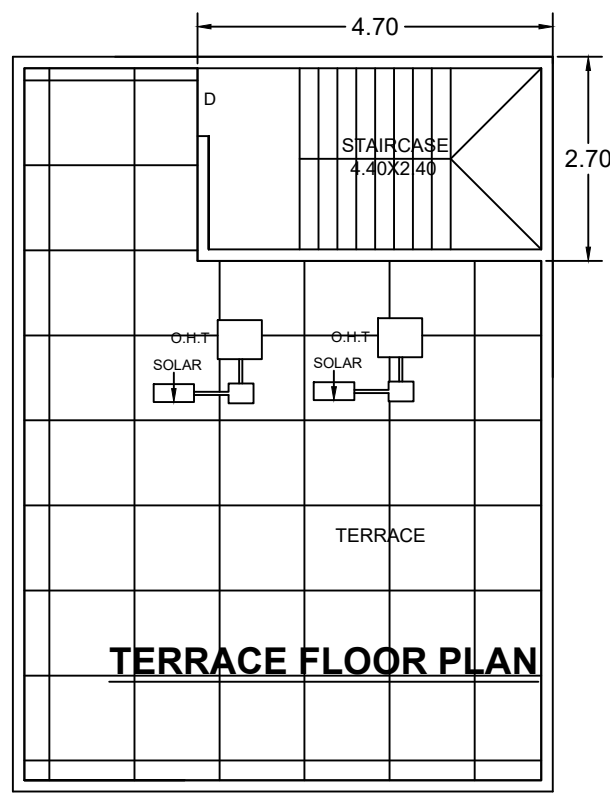 4.70
D
STAIRCASE
4.40X2.40
2.70
O.H.T
O.H.T
SOLAR
SOLAR
TERRACE
TERRACE FLOOR PLAN